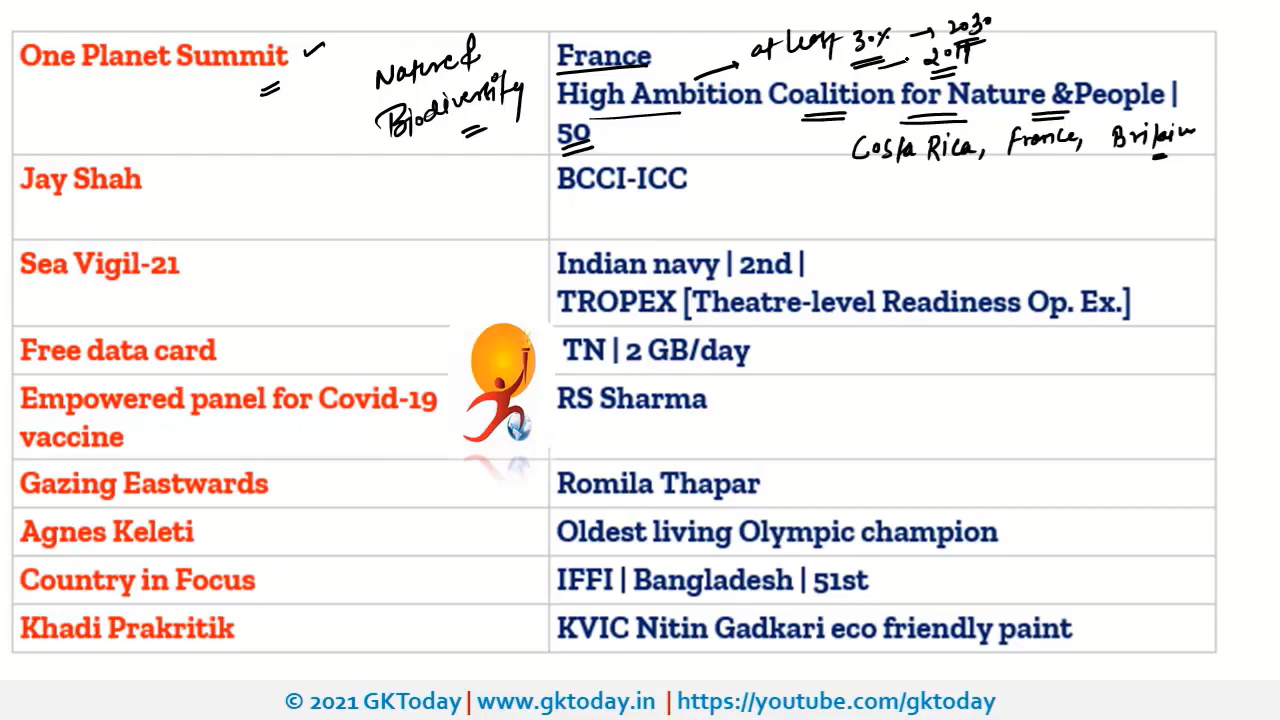 One Planet Summit
Nature &
Biodiversity
France
at least 30% → 2030
2019
High Ambition Coalition for Nature &People |
50
Costa Rica, France, Britain
Jay Shah
BCCI-ICC
Sea Vigil-21
Indian navy | 2nd |
TROPEX [Theatre-level Readiness Op. Ex.]
Free data card
TN | 2 GB/day
Empowered panel for Covid-19
vaccine
RS Sharma
Gazing Eastwards
Romila Thapar
Agnes Keleti
Oldest living Olympic champion
Country in Focus
IFFI | Bangladesh | 51st
Khadi Prakritik
KVIC Nitin Gadkari eco friendly paint
© 2021 GKToday | www.gktoday.in | https://youtube.com/gktoday